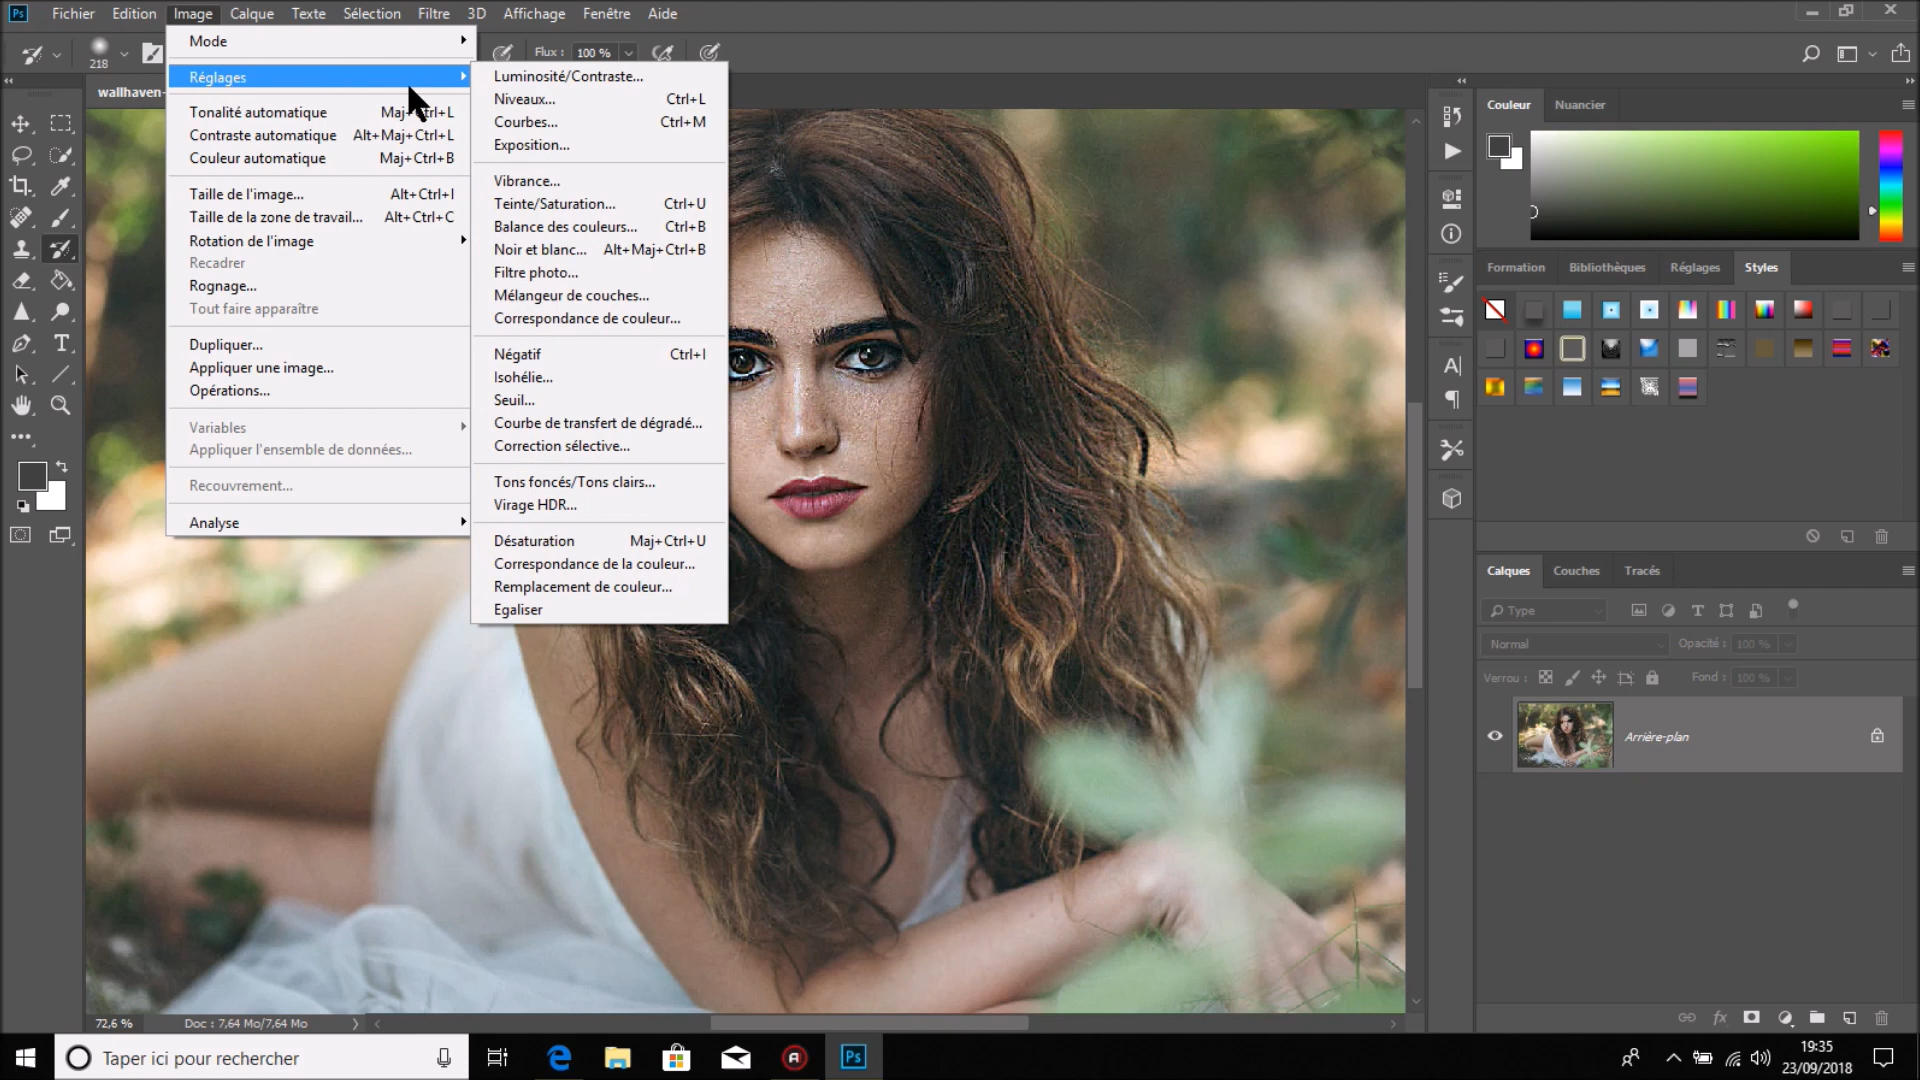 Ps Fichier Edition Image Calque Texte Sélection Filtre 3D Affichage Fenêtre Aide
218 Flux : 100 %
wallhaven-
Mode
Réglages
Tonalité automatique Maj+Ctrl+L
Contraste automatique Alt+Maj+Ctrl+L
Couleur automatique Maj+Ctrl+B
Taille de l'image... Alt+Ctrl+I
Taille de la zone de travail... Alt+Ctrl+C
Rotation de l'image
Recadrer
Rognage...
Tout faire apparaître
Dupliquer...
Appliquer une image...
Opérations...
Variables
Appliquer l'ensemble de données...
Recouvrement...
Analyse
Luminosité/Contraste...
Niveaux... Ctrl+L
Courbes... Ctrl+M
Exposition...
Vibrance...
Teinte/Saturation... Ctrl+U
Balance des couleurs... Ctrl+B
Noir et blanc... Alt+Maj+Ctrl+B
Filtre photo...
Mélangeur de couches...
Correspondance de couleur...
Négatif Ctrl+I
Isohélie...
Seuil...
Courbe de transfert de dégradé...
Correction sélective...
Tons foncés/Tons clairs...
Virage HDR...
Désaturation Maj+Ctrl+U
Correspondance de la couleur...
Remplacement de couleur...
Egaliser
Couleur Nuancier
Formation Bibliothèques Réglages Styles
Calques Couches Tracés
Type
Normal Opacité : 100 %
Verrou : Fond : 100 %
Arrière-plan
72,6 % Doc : 7,64 Mo/7,64 Mo
Taper ici pour rechercher
Ps
19:35
23/09/2018